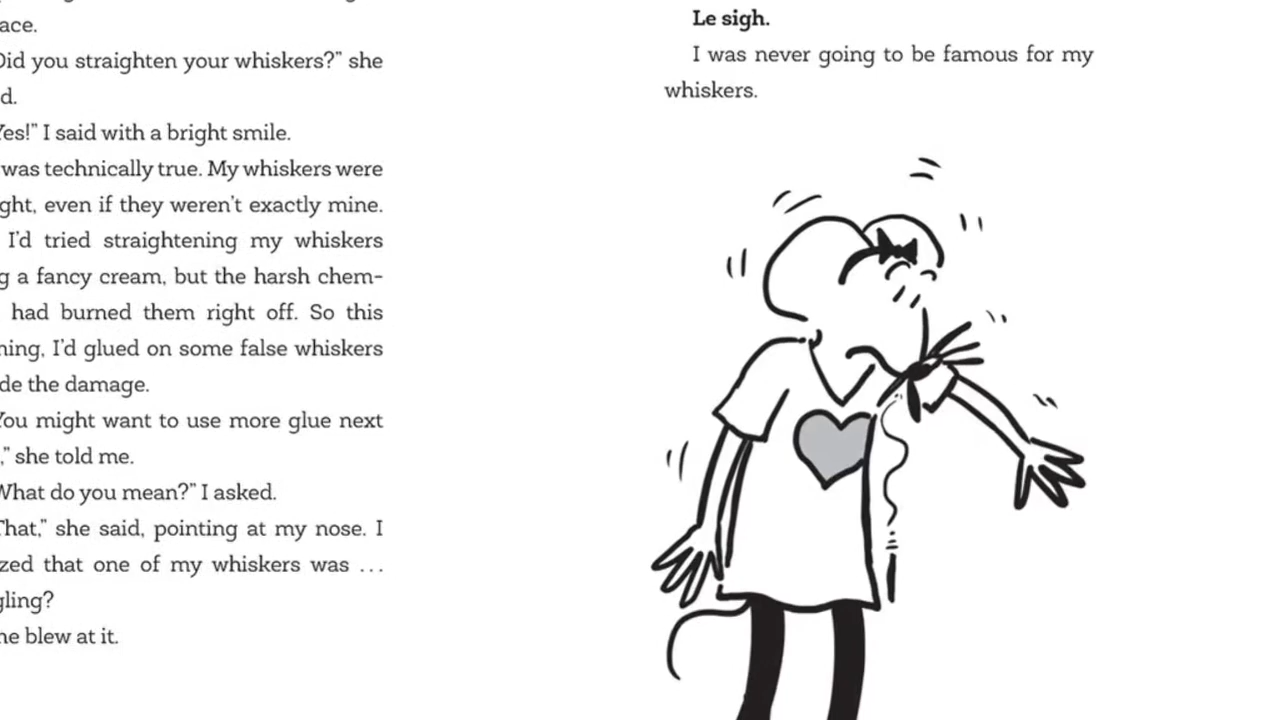 ace.
Did you straighten your whiskers?” she
d.
Yes!” I said with a bright smile.
was technically true. My whiskers were
ght, even if they weren’t exactly mine.
I’d tried straightening my whiskers
g a fancy cream, but the harsh chem-
had burned them right off. So this
ning, I’d glued on some false whiskers
de the damage.
You might want to use more glue next
,” she told me.
What do you mean?” I asked.
That,” she said, pointing at my nose. I
zed that one of my whiskers was ...
gling?
he blew at it.
Le sigh.
I was never going to be famous for my
whiskers.